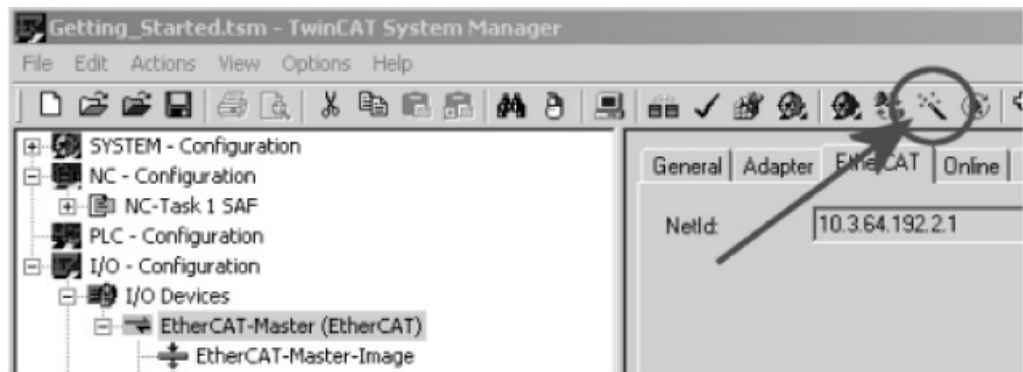 Getting_Started.tsm - TwinCAT System Manager
File Edit Actions View Options Help
SYSTEM - Configuration
NC - Configuration
NC-Task 1 SAF
PLC - Configuration
I/O - Configuration
I/O Devices
EtherCAT-Master (EtherCAT)
EtherCAT-Master-Image
General Adapter EtherCAT Online
NetId: 10.3.64.192.2.1